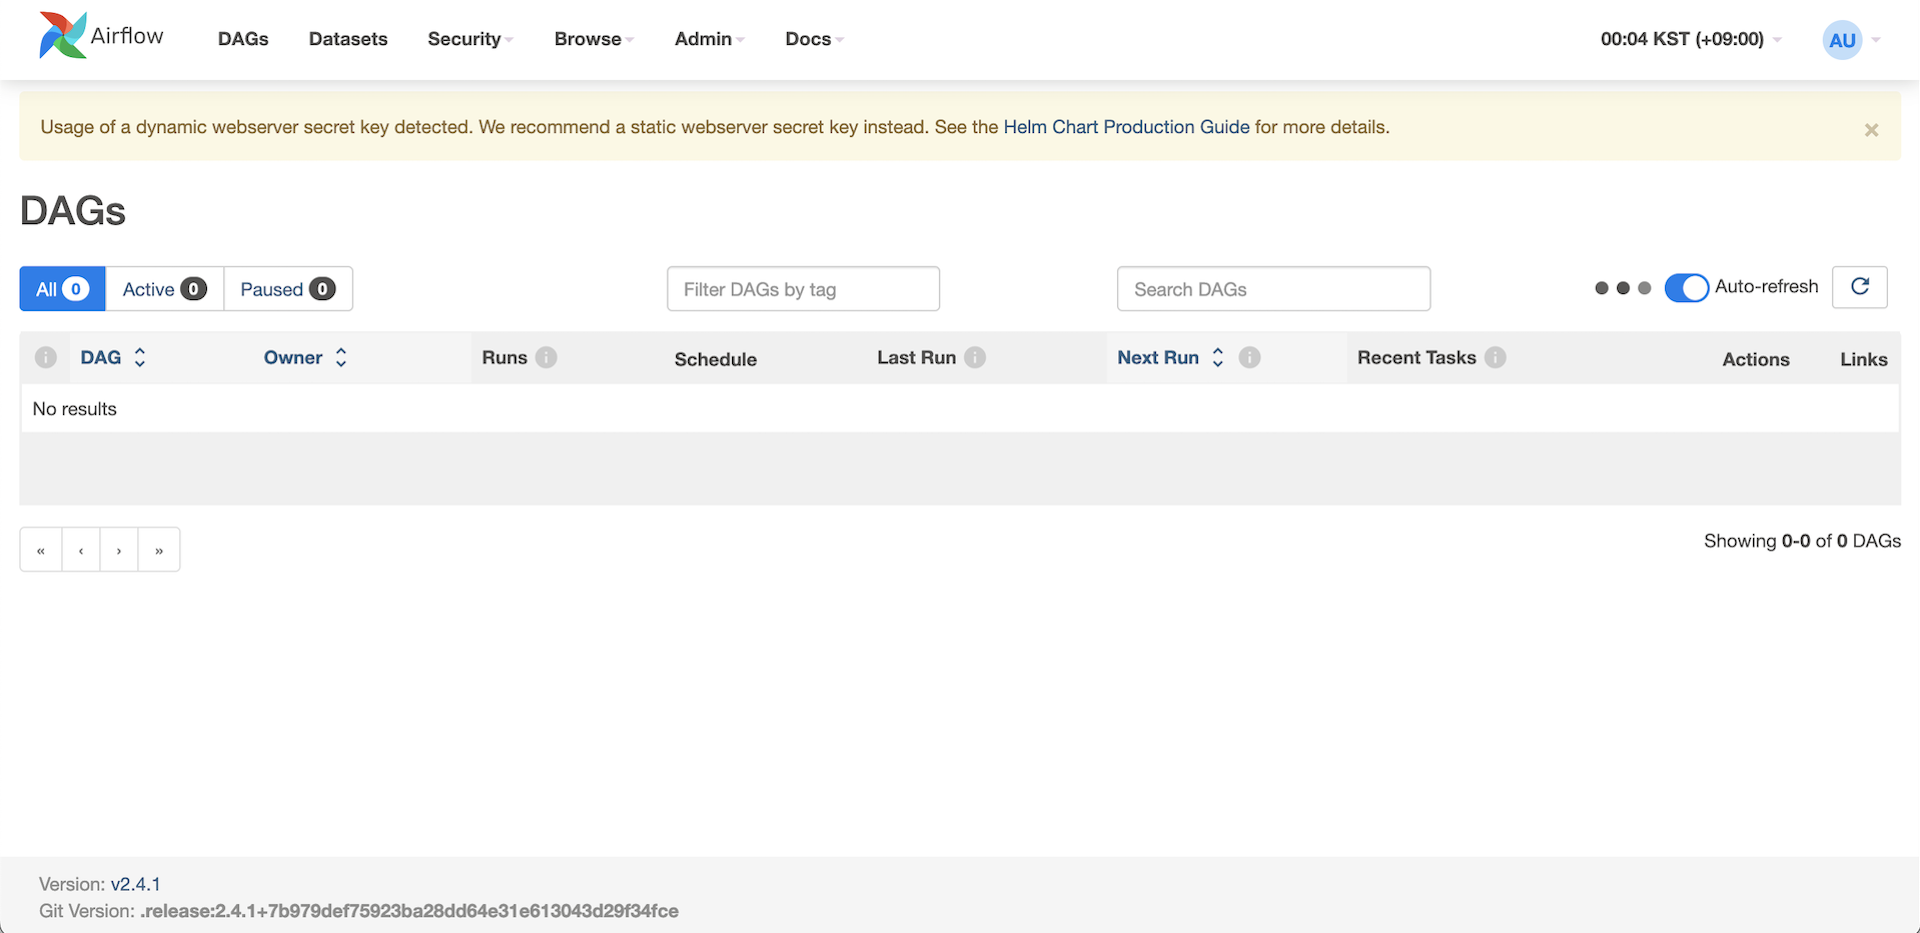 Airflow DAGs Datasets Security Browse Admin Docs 00:04 KST (+09:00) AU
Usage of a dynamic webserver secret key detected. We recommend a static webserver secret key instead. See the Helm Chart Production Guide for more details. ×
DAGs
All 0 Active 0 Paused 0 Filter DAGs by tag Search DAGs Auto-refresh
i DAG Owner Runs i Schedule Last Run i Next Run i Recent Tasks i Actions Links
No results
« ‹ › » Showing 0-0 of 0 DAGs
Version: v2.4.1
Git Version: .release:2.4.1+7b979def75923ba28dd64e31e613043d29f34fce